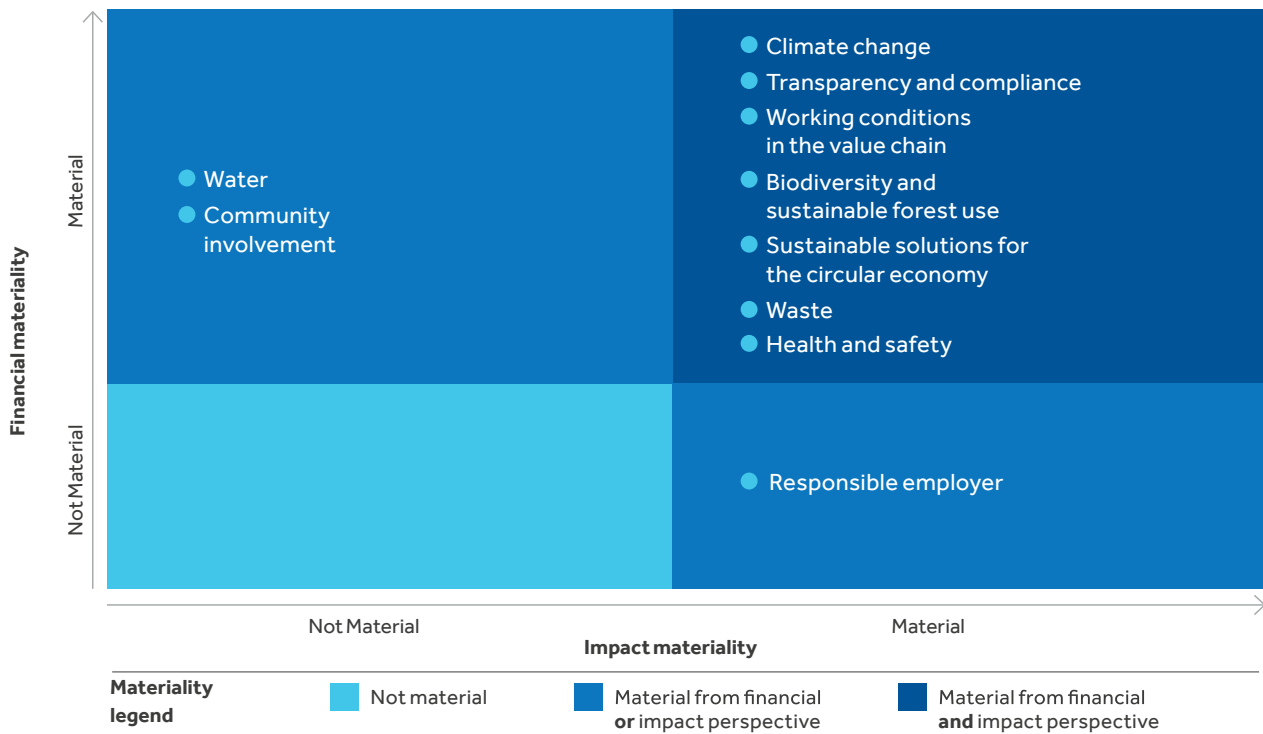 Financial materiality
Material
Not Material
Water
Community
involvement
Climate change
Transparency and compliance
Working conditions
in the value chain
Biodiversity and
sustainable forest use
Sustainable solutions for
the circular economy
Waste
Health and safety
Responsible employer
Not Material
Material
Impact materiality
Materiality
legend
Not material
Material from financial
or impact perspective
Material from financial
and impact perspective